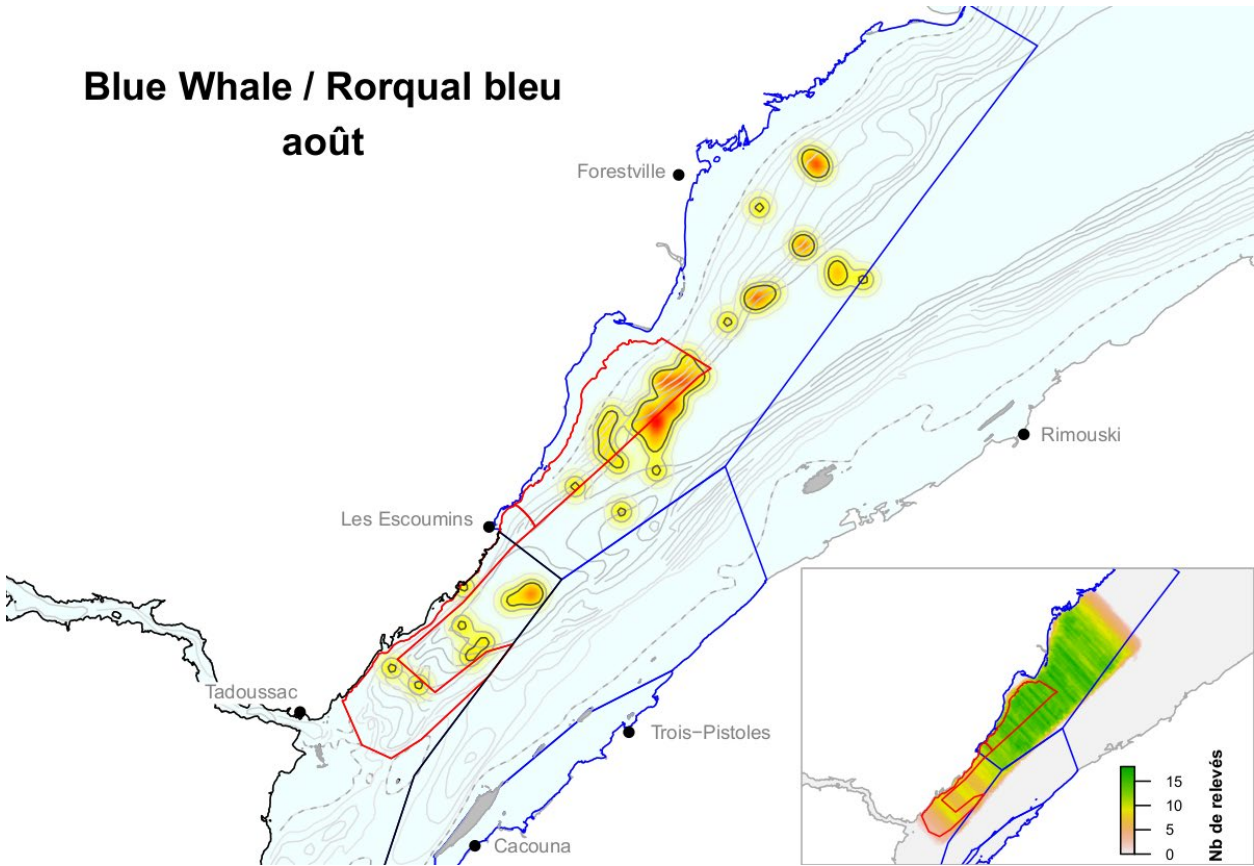 Blue Whale / Rorqual bleu
août
Forestville
Rimouski
Les Escoumins
Tadoussac
Trois−Pistoles
Cacouna
15
10
5
0
Nb de relevés